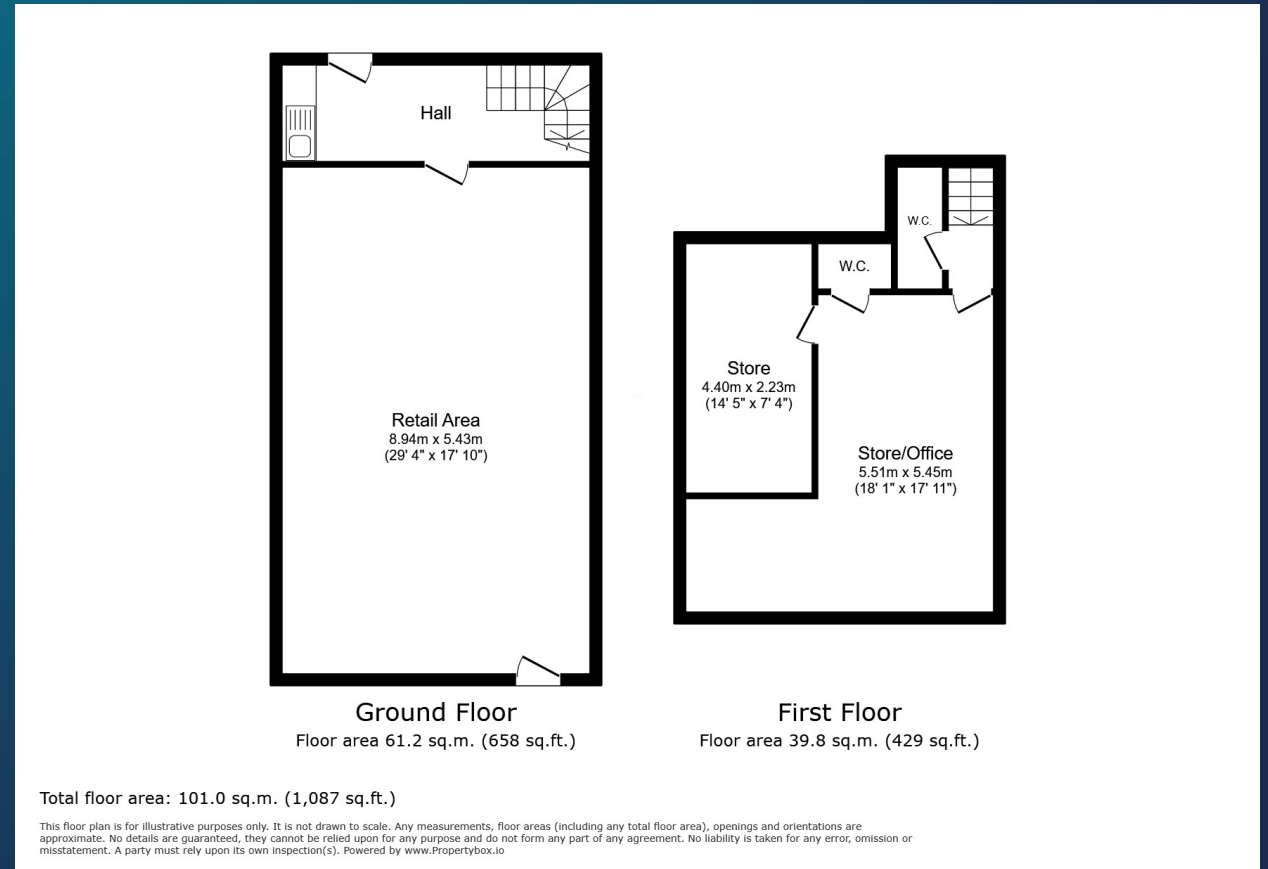 Hall
Retail Area
8.94m x 5.43m
(29' 4" x 17' 10")
Ground Floor
Floor area 61.2 sq.m. (658 sq.ft.)
W.C.
W.C.
Store
4.40m x 2.23m
(14' 5" x 7' 4")
Store/Office
5.51m x 5.45m
(18' 1" x 17' 11")
First Floor
Floor area 39.8 sq.m. (429 sq.ft.)
Total floor area: 101.0 sq.m. (1,087 sq.ft.)
This floor plan is for illustrative purposes only. It is not drawn to scale. Any measurements, floor areas (including any total floor area), openings and orientations are
approximate. No details are guaranteed, they cannot be relied upon for any purpose and do not form any part of any agreement. No liability is taken for any error, omission or
misstatement. A party must rely upon its own inspection(s). Powered by www.Propertybox.io